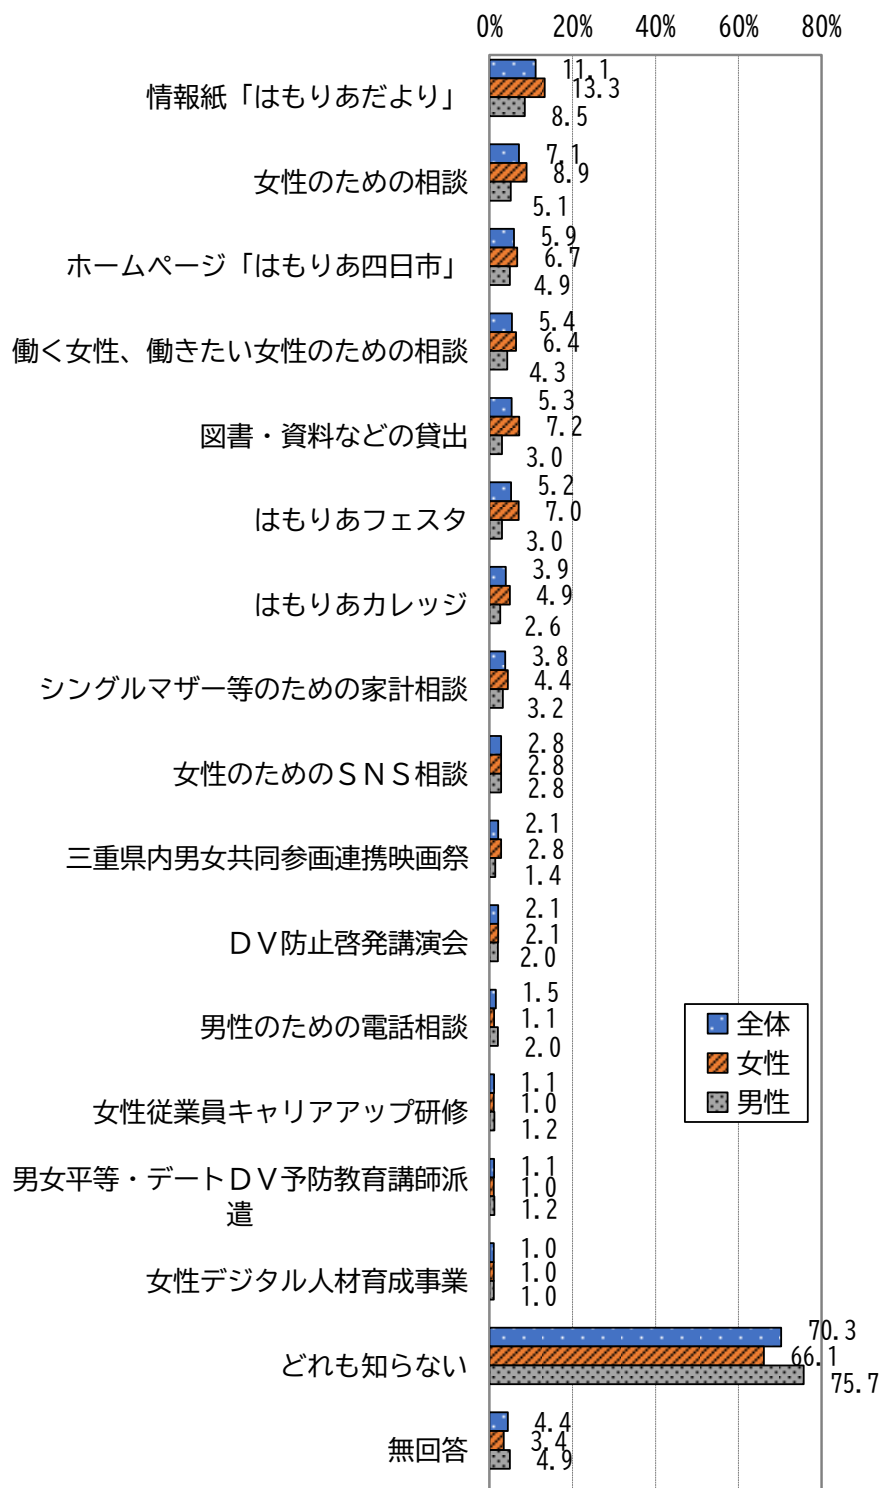 0% 20% 40% 60% 80%
情報紙「はもりあだより」
11.1
13.3
8.5
女性のための相談
7.1
8.9
5.1
ホームページ「はもりあ四日市」
5.9
6.7
4.9
働く女性、働きたい女性のための相談
5.4
6.4
4.3
図書・資料などの貸出
5.3
7.2
3.0
はもりあフェスタ
5.2
7.0
3.0
はもりあカレッジ
3.9
4.9
2.6
シングルマザー等のための家計相談
3.8
4.4
3.2
女性のためのＳＮＳ相談
2.8
2.8
2.8
三重県内男女共同参画連携映画祭
2.1
2.8
1.4
ＤＶ防止啓発講演会
2.1
2.1
2.0
男性のための電話相談
1.5
1.1
2.0
女性従業員キャリアアップ研修
1.1
1.0
1.2
男女平等・デートＤＶ予防教育講師派
遣
1.1
1.0
1.2
女性デジタル人材育成事業
1.0
1.0
1.0
どれも知らない
70.3
66.1
75.7
無回答
4.4
3.4
4.9
全体
女性
男性